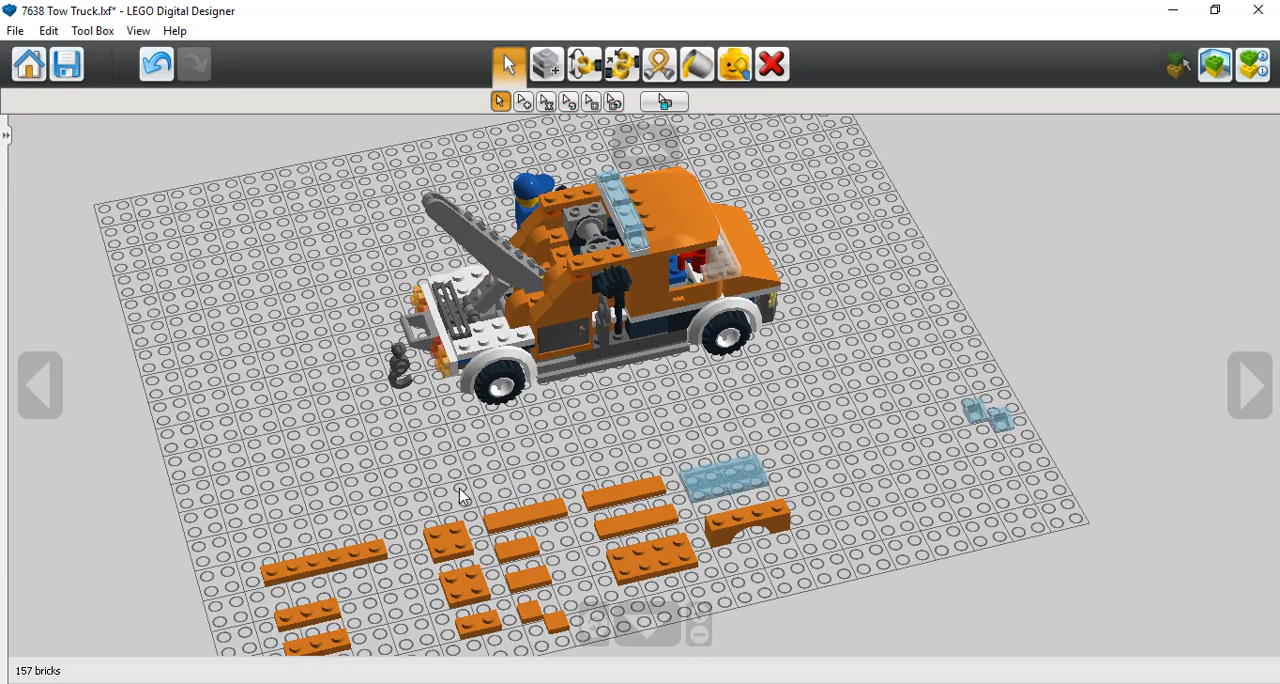 7638 Tow Truck.lxf* - LEGO Digital Designer
File Edit Tool Box View Help
157 bricks